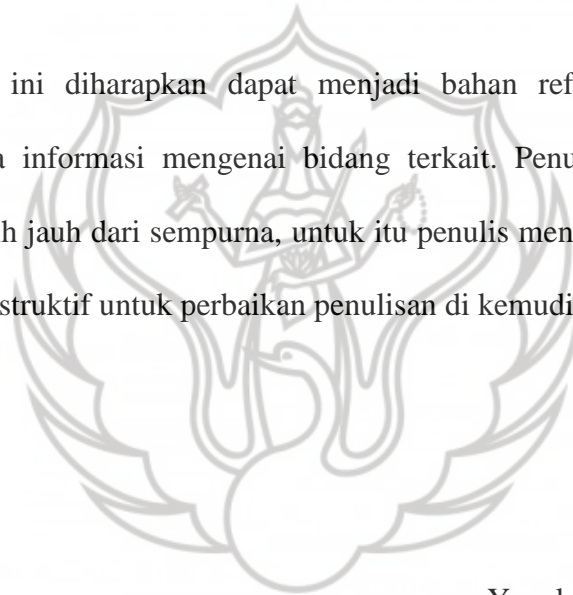 ini diharapkan dapat menjadi bahan ref
a informasi mengenai bidang terkait. Penu
h jauh dari sempurna, untuk itu penulis men
struktif untuk perbaikan penulisan di kemudi